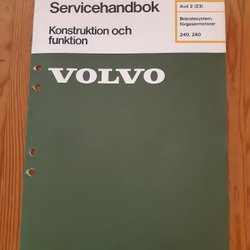 Servicehandbok
Konstruktion och
funktion
Avd 2 (23)
Bränslesystem,
förgasarmotorer
240, 260
VOLVO